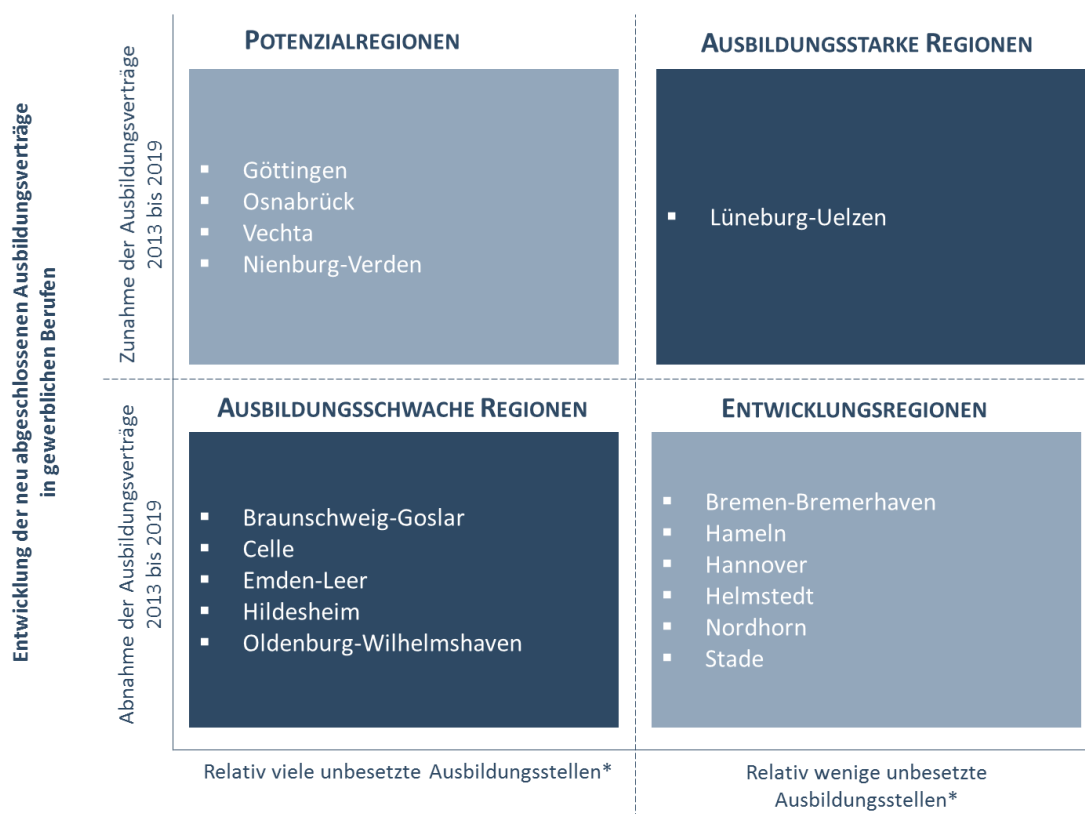 Entwicklung der neu abgeschlossenen Ausbildungsverträge
in gewerblichen Berufen
Zunahme der Ausbildungsverträge
2013 bis 2019
POTENZIALREGIONEN
Göttingen
Osnabrück
Vechta
Nienburg-Verden
AUSBILDUNGSSTARKE REGIONEN
Lüneburg-Uelzen
Abnahme der Ausbildungsverträge
2013 bis 2019
AUSBILDUNGSSCHWACHE REGIONEN
Braunschweig-Goslar
Celle
Emden-Leer
Hildesheim
Oldenburg-Wilhelmshaven
ENTWICKLUNGSREGIONEN
Bremen-Bremerhaven
Hameln
Hannover
Helmstedt
Nordhorn
Stade
Relativ viele unbesetzte Ausbildungsstellen*
Relativ wenige unbesetzte
Ausbildungsstellen*